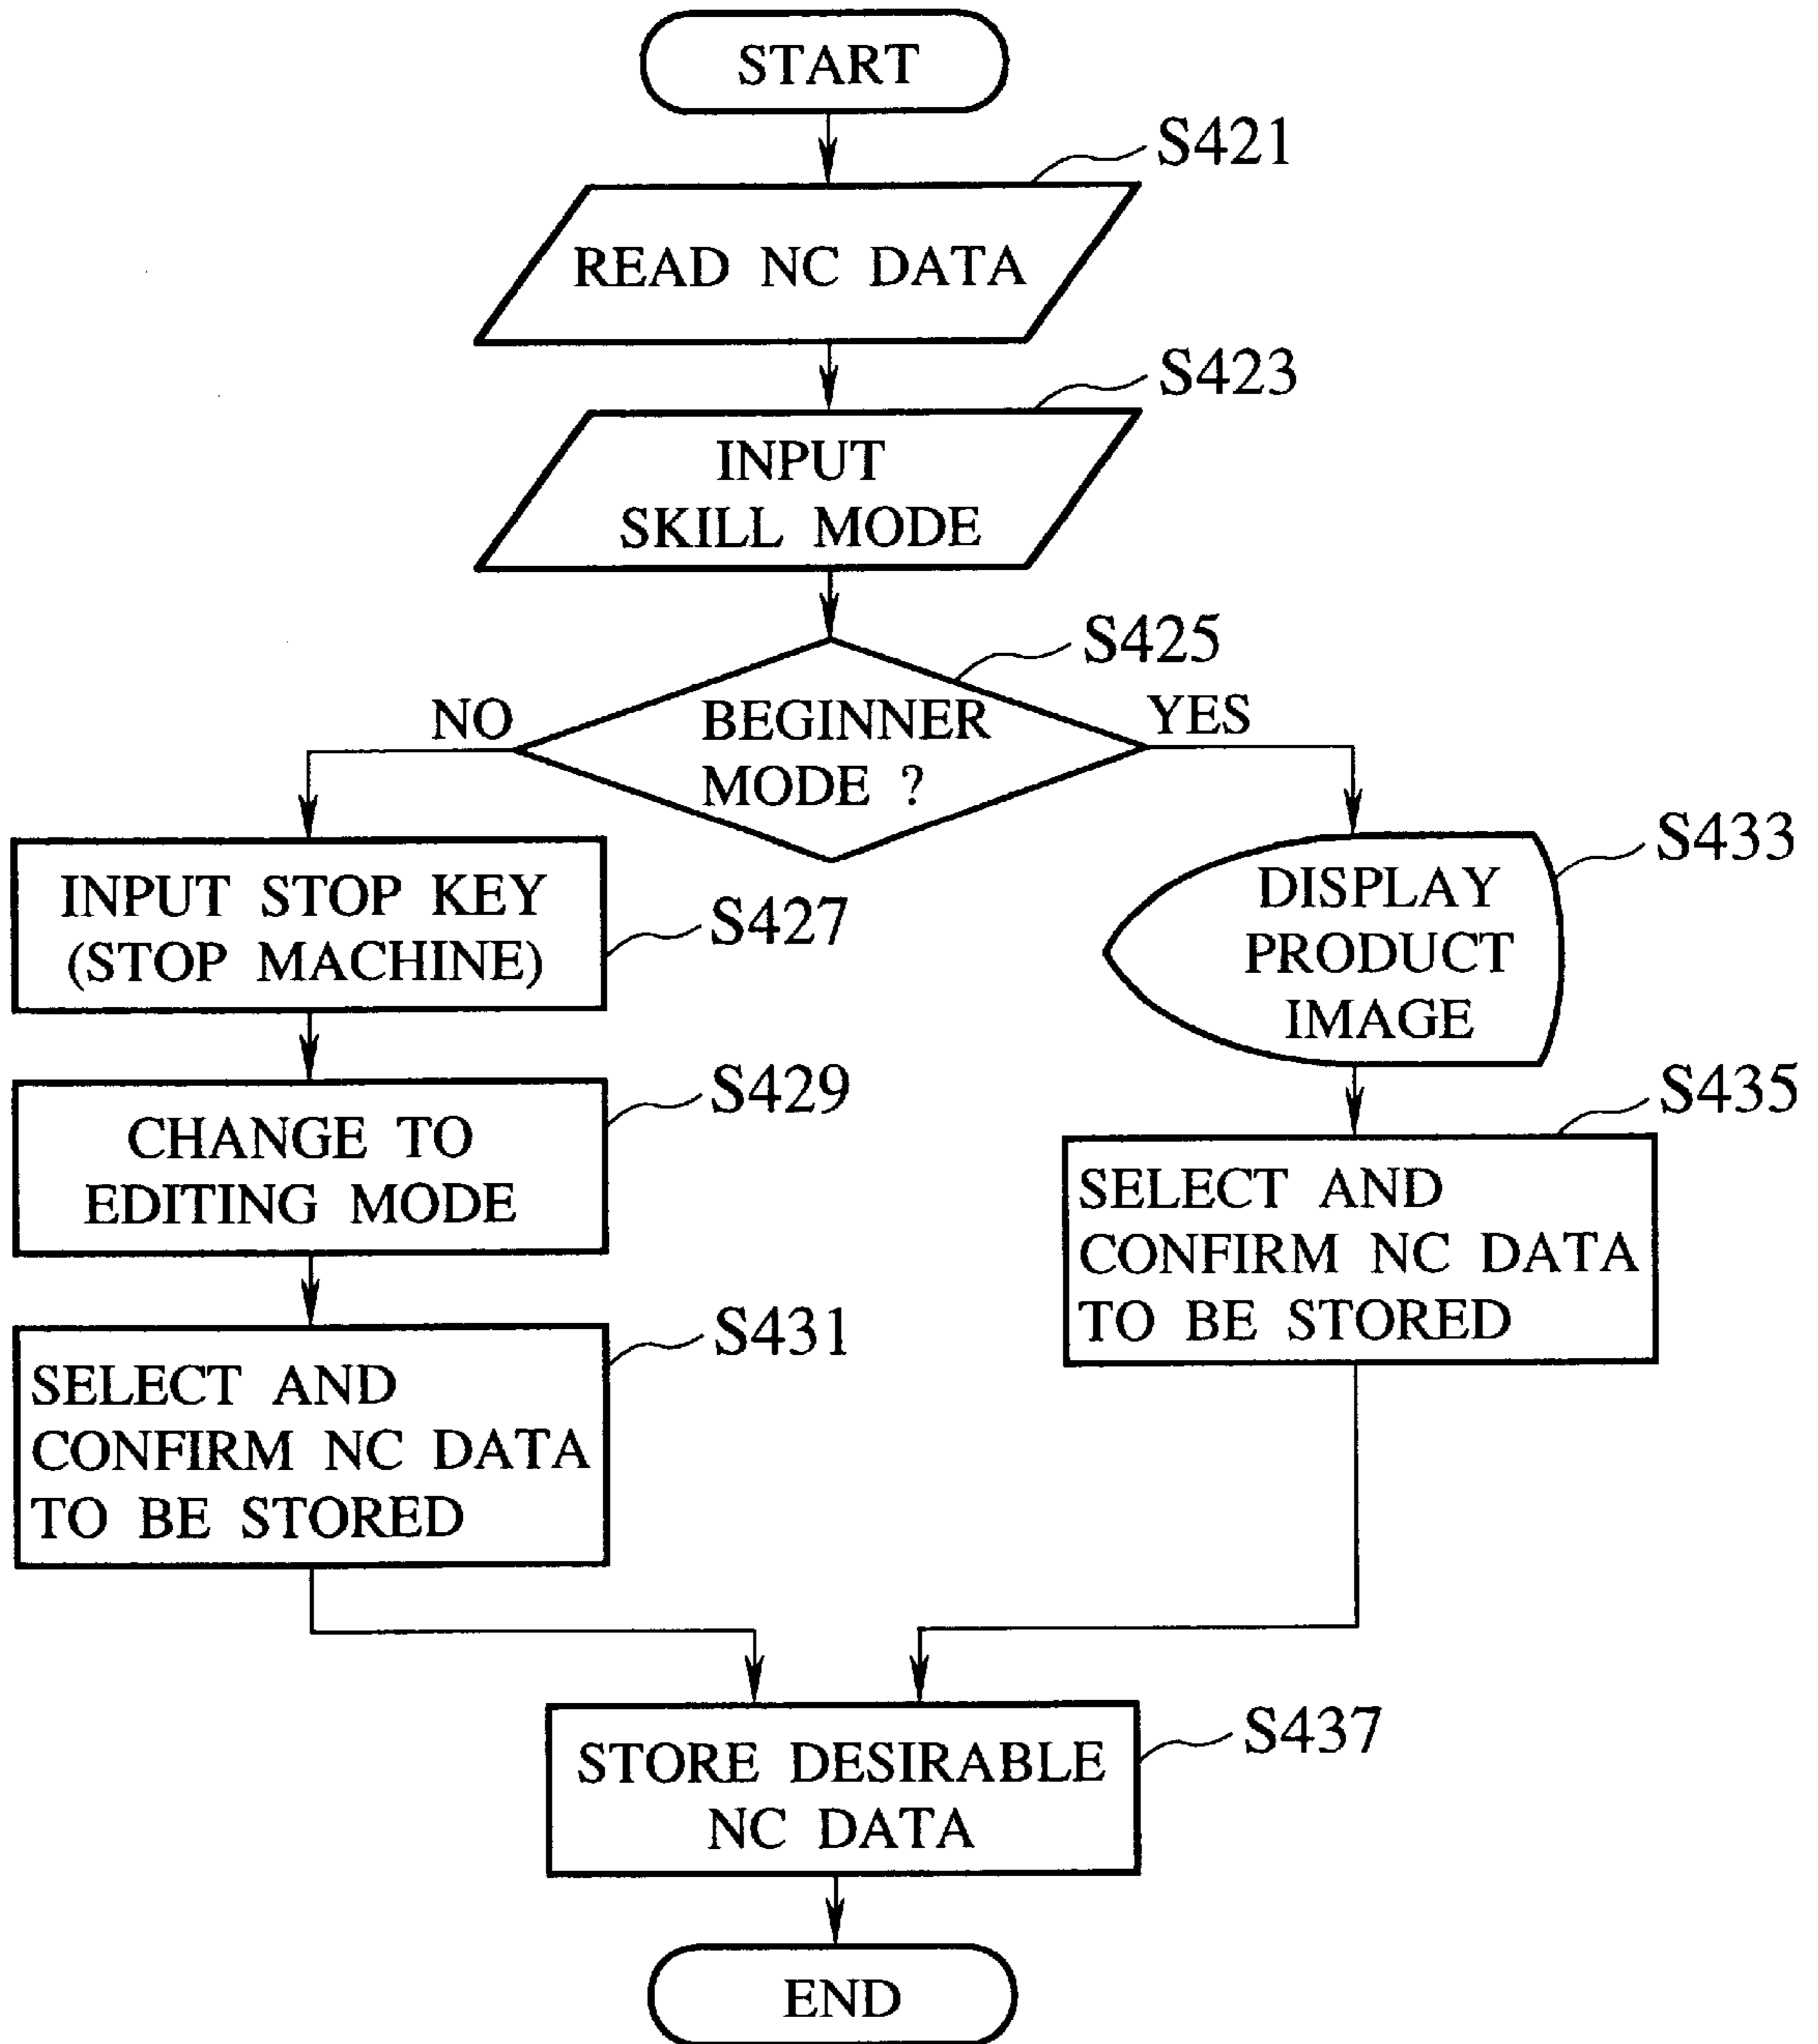 START
S421
READ NC DATA
S423
INPUT
SKILL MODE
S425
NO
BEGINNER
MODE ?
YES
INPUT STOP KEY
(STOP MACHINE)
S427
S433
DISPLAY
PRODUCT
IMAGE
CHANGE TO
EDITING MODE
S429
S435
SELECT AND
CONFIRM NC DATA
TO BE STORED
S431
SELECT AND
CONFIRM NC DATA
TO BE STORED
S437
STORE DESIRABLE
NC DATA
END